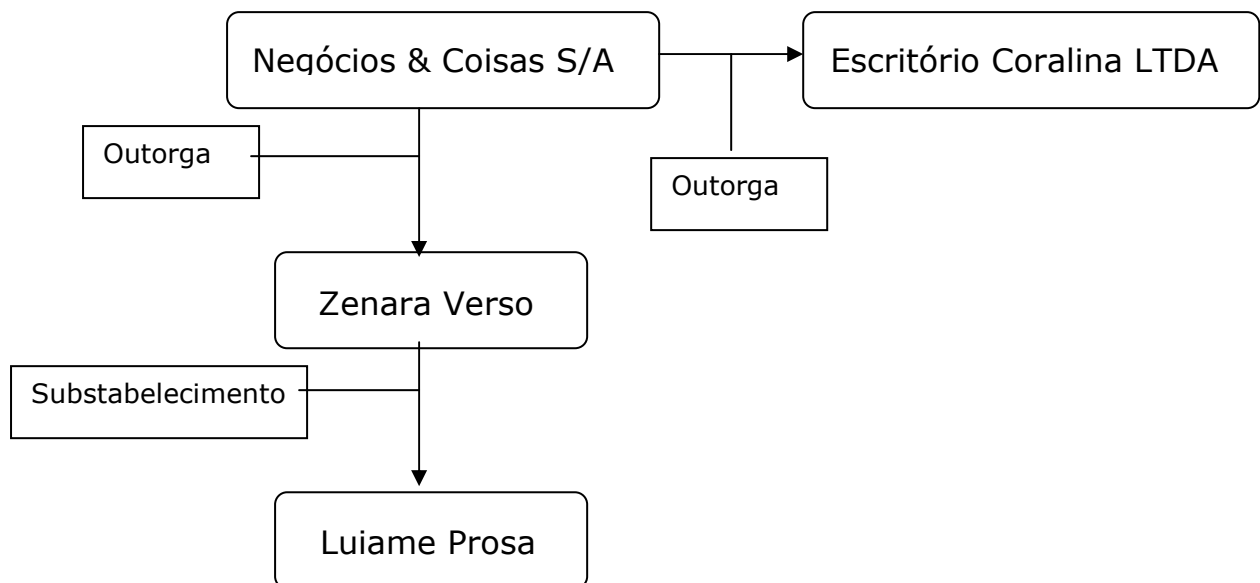 Negócios & Coisas S/A
Escritório Coralina LTDA
Outorga
Outorga
Zenara Verso
Substabelecimento
Luiame Prosa